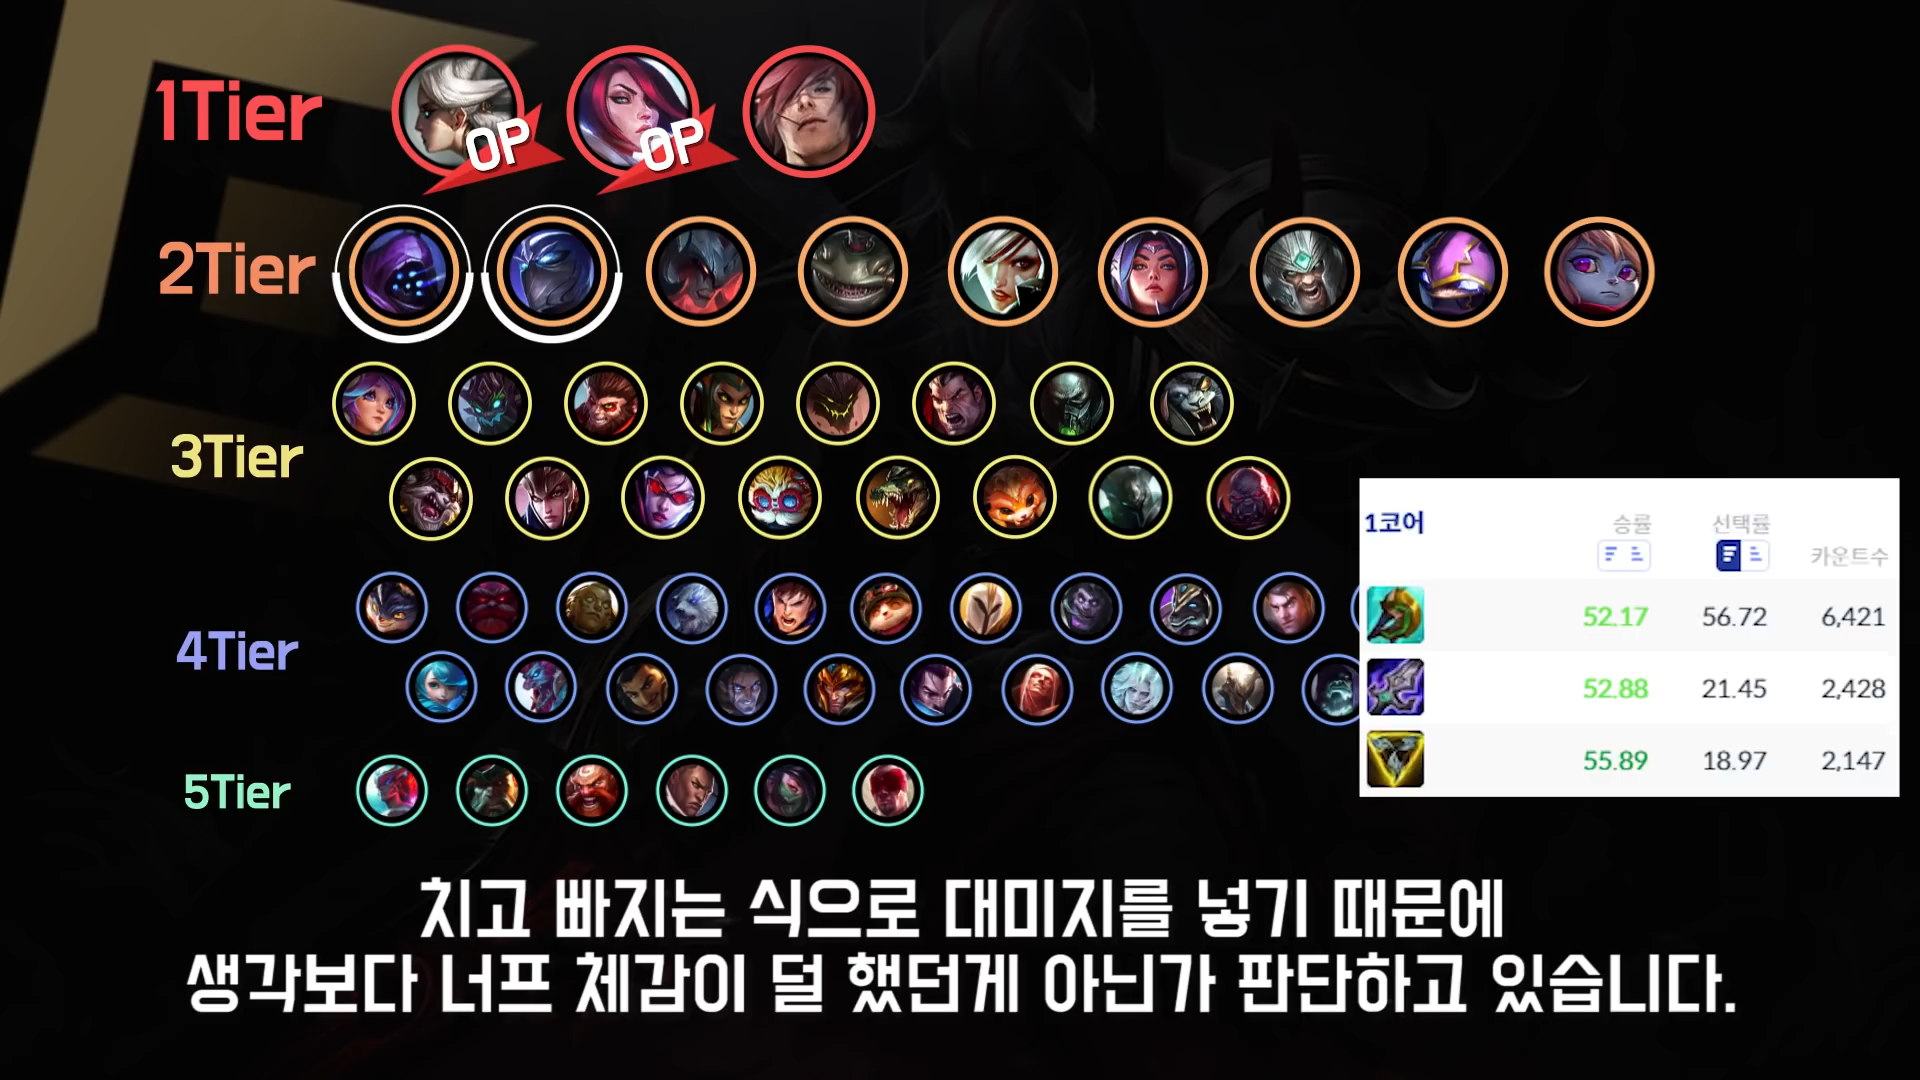 1Tier
OP
OP
2Tier
3Tier
4Tier
5Tier
1코어
승률
선택률
카운트수
52.17 56.72 6,421
52.88 21.45 2,428
55.89 18.97 2,147
치고 빠지는 식으로 대미지를 넣기 때문에
생각보다 너프 체감이 덜 했던게 아닌가 판단하고 있습니다.